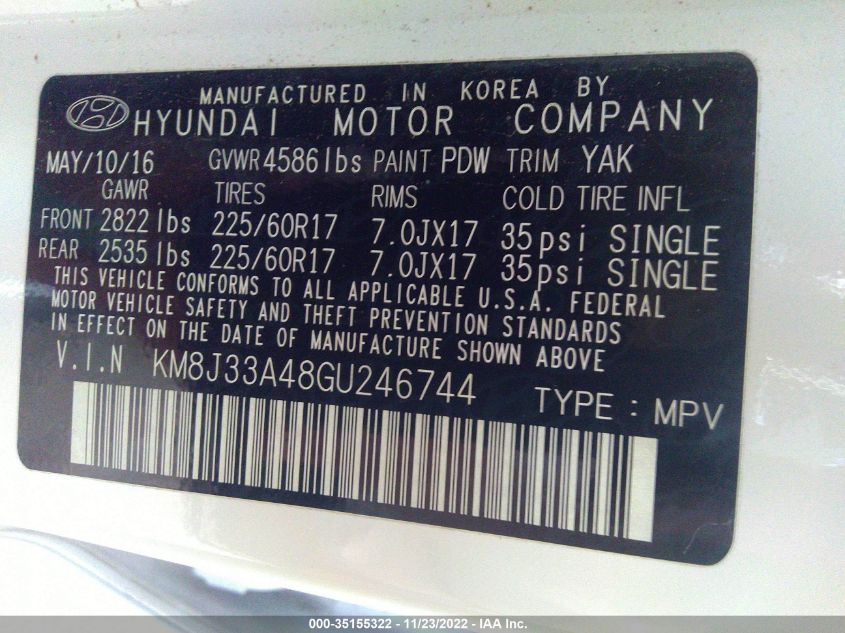 MANUFACTURED IN KOREA BY
HYUNDAI MOTOR COMPANY
MAY/10/16 GVWR 4586 lbs PAINT PDW TRIM YAK
GAWR TIRES RIMS COLD TIRE INFL
FRONT 2822 lbs 225/60R17 7.0JX17 35psi SINGLE
REAR 2535 lbs 225/60R17 7.0JX17 35psi SINGLE
THIS VEHICLE CONFORMS TO ALL APPLICABLE U.S.A. FEDERAL
MOTOR VEHICLE SAFETY AND THEFT PREVENTION STANDARDS
IN EFFECT ON THE DATE OF MANUFACTURE SHOWN ABOVE
V.I.N KM8J33A48GU246744 TYPE : MPV
000-35155322 - 11/23/2022 - IAA Inc.